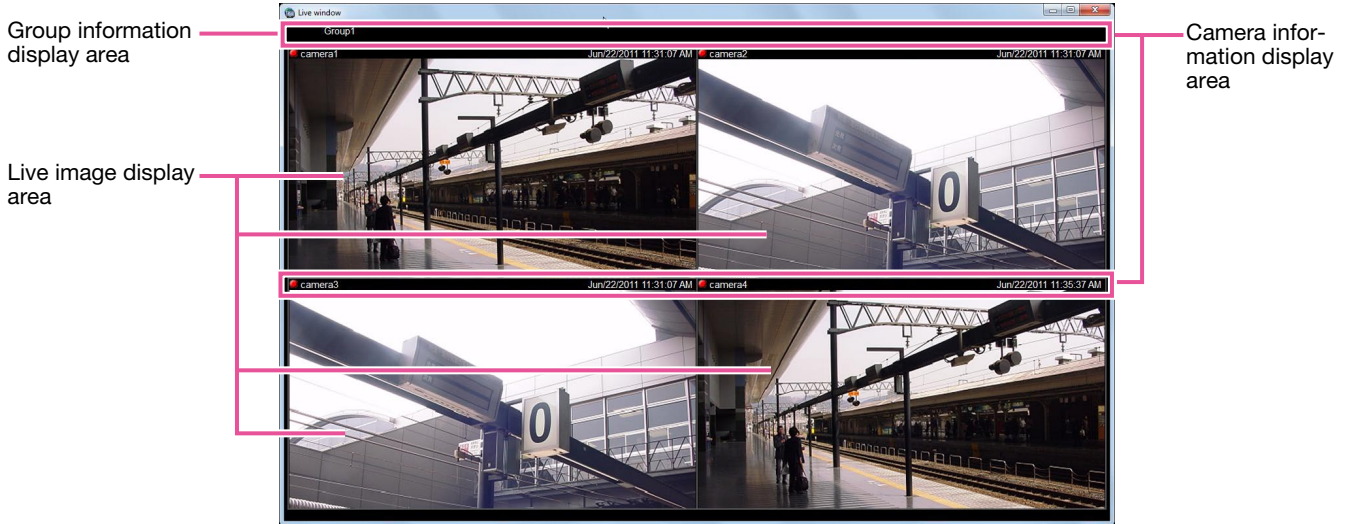 Live window
Group information
display area
Group1
Camera infor-
mation display
area
camera1 Jun/22/2011 11:31:07 AM
camera2 Jun/22/2011 11:31:07 AM
Live image display
area
0
camera3 Jun/22/2011 11:31:07 AM
camera4 Jun/22/2011 11:35:37 AM
0